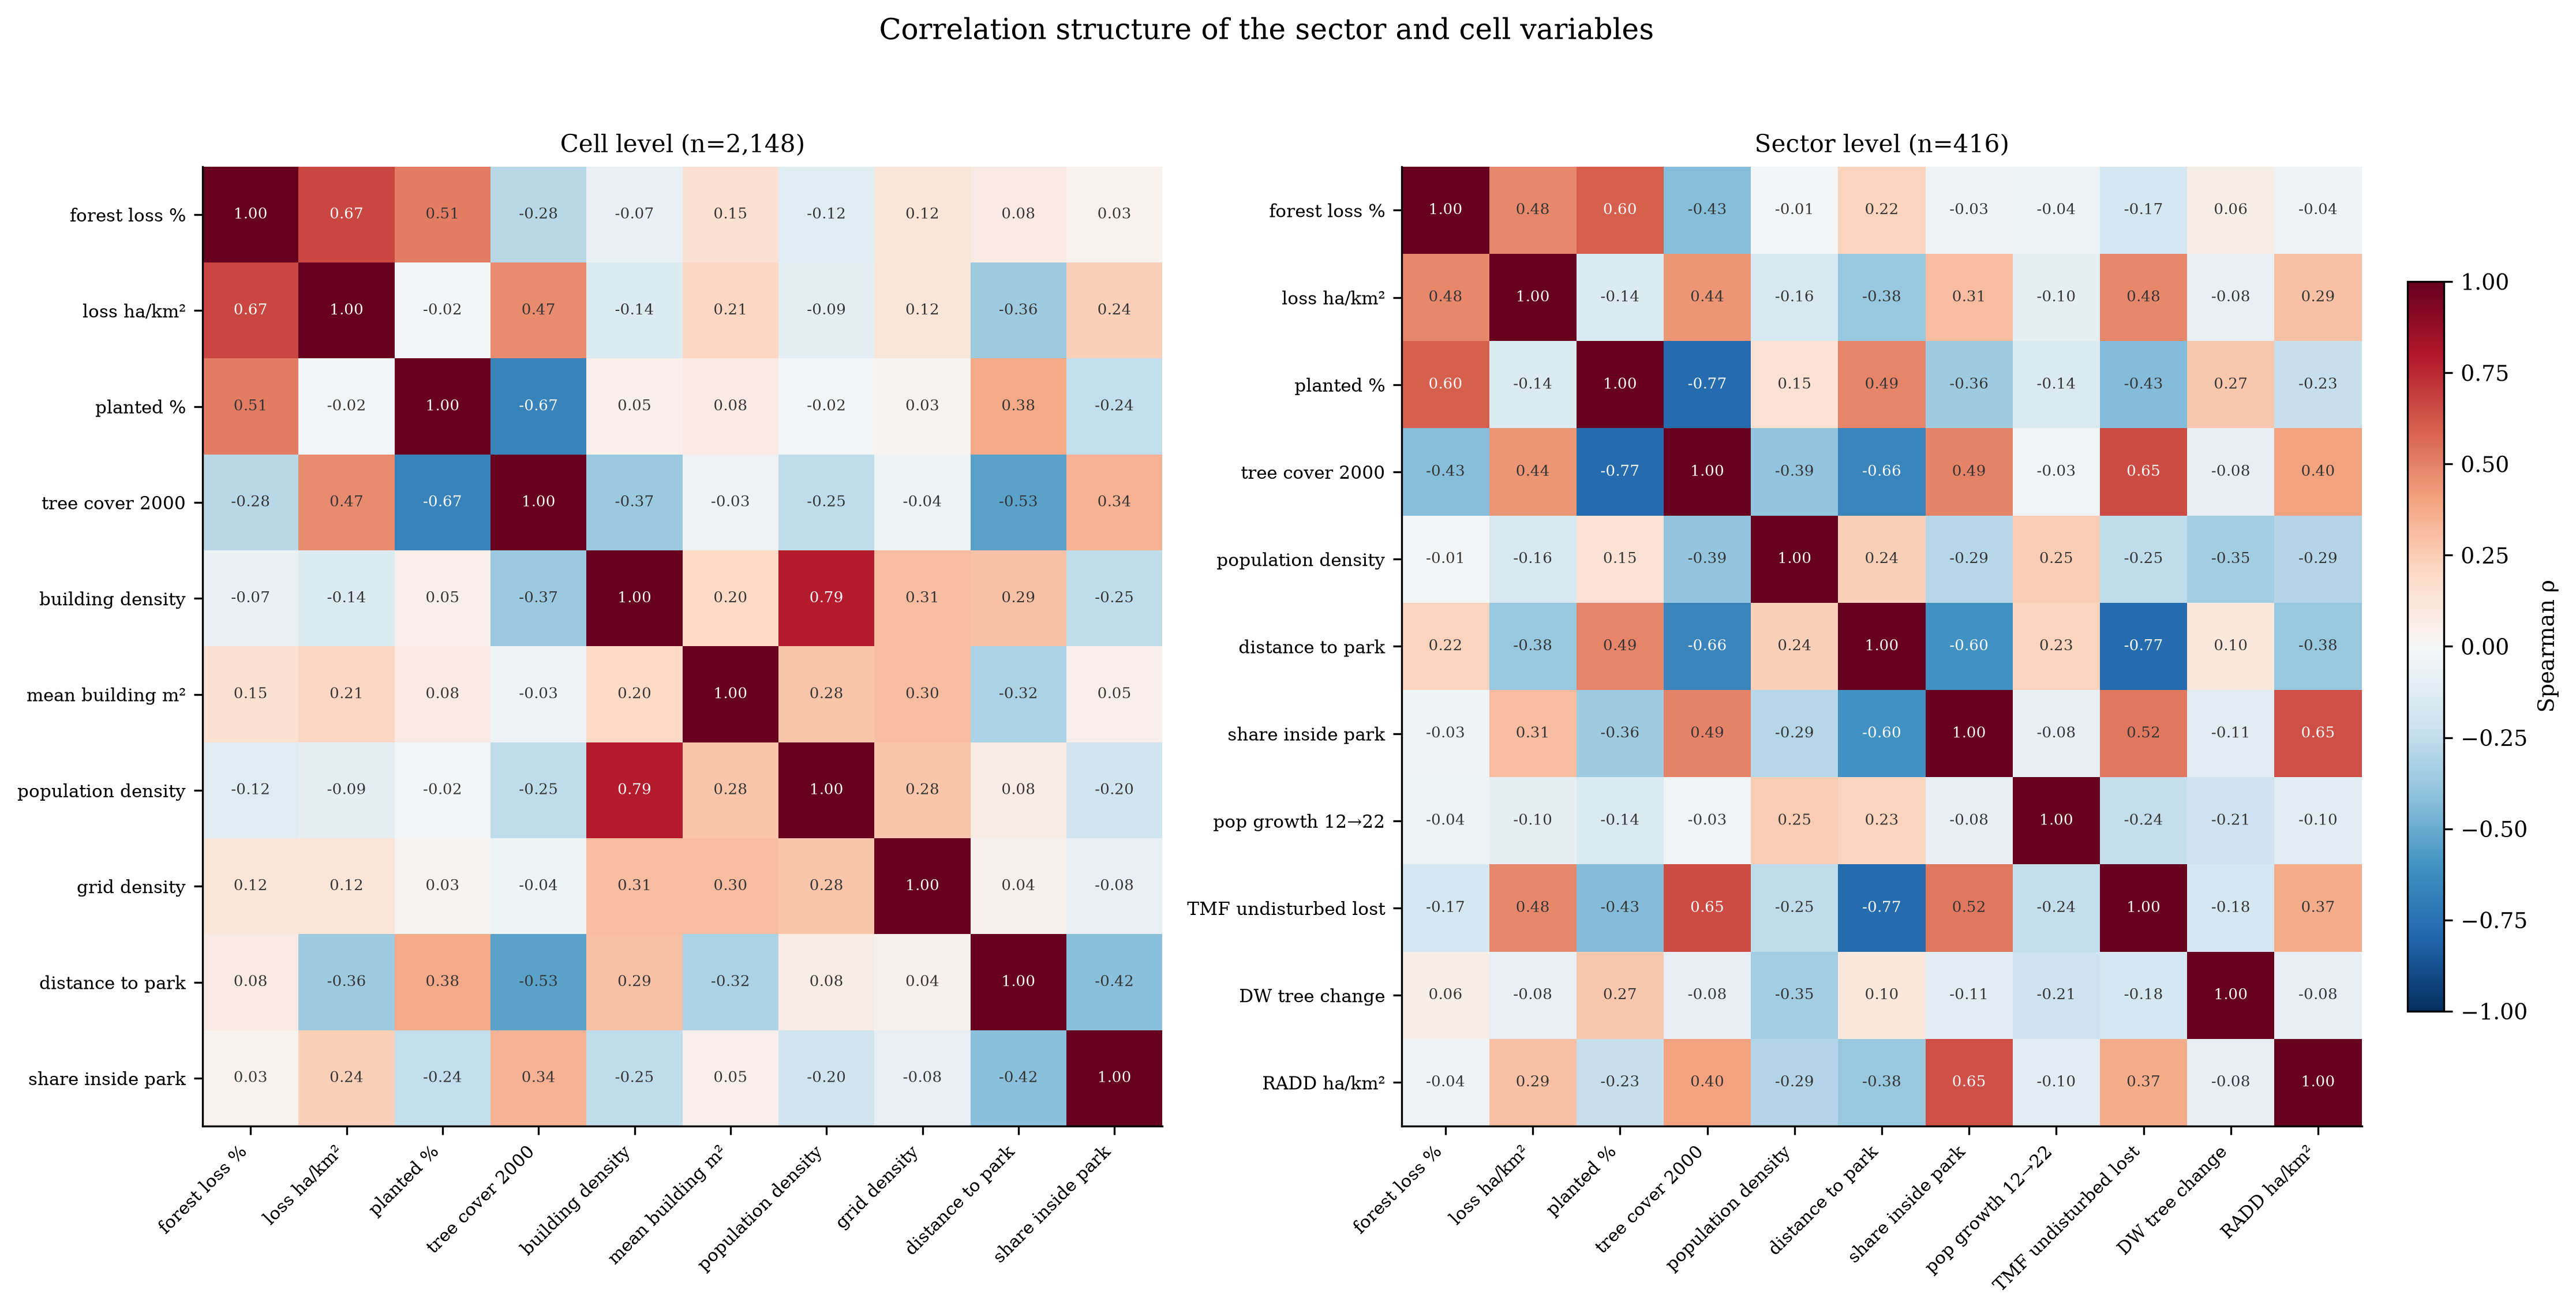 Correlation structure of the sector and cell variables
Cell level (n=2,148)
forest loss % 1.00 0.67 0.51 -0.28 -0.07 0.15 -0.12 0.12 0.08 0.03
loss ha/km² 0.67 1.00 -0.02 0.47 -0.14 0.21 -0.09 0.12 -0.36 0.24
planted % 0.51 -0.02 1.00 -0.67 0.05 0.08 -0.02 0.03 0.38 -0.24
tree cover 2000 -0.28 0.47 -0.67 1.00 -0.37 -0.03 -0.25 -0.04 -0.53 0.34
building density -0.07 -0.14 0.05 -0.37 1.00 0.20 0.79 0.31 0.29 -0.25
mean building m² 0.15 0.21 0.08 -0.03 0.20 1.00 0.28 0.30 -0.32 0.05
population density -0.12 -0.09 -0.02 -0.25 0.79 0.28 1.00 0.28 0.08 -0.20
grid density 0.12 0.12 0.03 -0.04 0.31 0.30 0.28 1.00 0.04 -0.08
distance to park 0.08 -0.36 0.38 -0.53 0.29 -0.32 0.08 0.04 1.00 -0.42
share inside park 0.03 0.24 -0.24 0.34 -0.25 0.05 -0.20 -0.08 -0.42 1.00
forest loss %
loss ha/km²
planted %
tree cover 2000
building density
mean building m²
population density
grid density
distance to park
share inside park
Sector level (n=416)
forest loss % 1.00 0.48 0.60 -0.43 -0.01 0.22 -0.03 -0.04 -0.17 0.06 -0.04
loss ha/km² 0.48 1.00 -0.14 0.44 -0.16 -0.38 0.31 -0.10 0.48 -0.08 0.29
planted % 0.60 -0.14 1.00 -0.77 0.15 0.49 -0.36 -0.14 -0.43 0.27 -0.23
tree cover 2000 -0.43 0.44 -0.77 1.00 -0.39 -0.66 0.49 -0.03 0.65 -0.08 0.40
population density -0.01 -0.16 0.15 -0.39 1.00 0.24 -0.29 0.25 -0.25 -0.35 -0.29
distance to park 0.22 -0.38 0.49 -0.66 0.24 1.00 -0.60 0.23 -0.77 0.10 -0.38
share inside park -0.03 0.31 -0.36 0.49 -0.29 -0.60 1.00 -0.08 0.52 -0.11 0.65
pop growth 12→22 -0.04 -0.10 -0.14 -0.03 0.25 0.23 -0.08 1.00 -0.24 -0.21 -0.10
TMF undisturbed lost -0.17 0.48 -0.43 0.65 -0.25 -0.77 0.52 -0.24 1.00 -0.18 0.37
DW tree change 0.06 -0.08 0.27 -0.08 -0.35 0.10 -0.11 -0.21 -0.18 1.00 -0.08
RADD ha/km² -0.04 0.29 -0.23 0.40 -0.29 -0.38 0.65 -0.10 0.37 -0.08 1.00
forest loss %
loss ha/km²
planted %
tree cover 2000
population density
distance to park
share inside park
pop growth 12→22
TMF undisturbed lost
DW tree change
RADD ha/km²
1.00
0.75
0.50
0.25
0.00
−0.25
−0.50
−0.75
−1.00
Spearman ρ